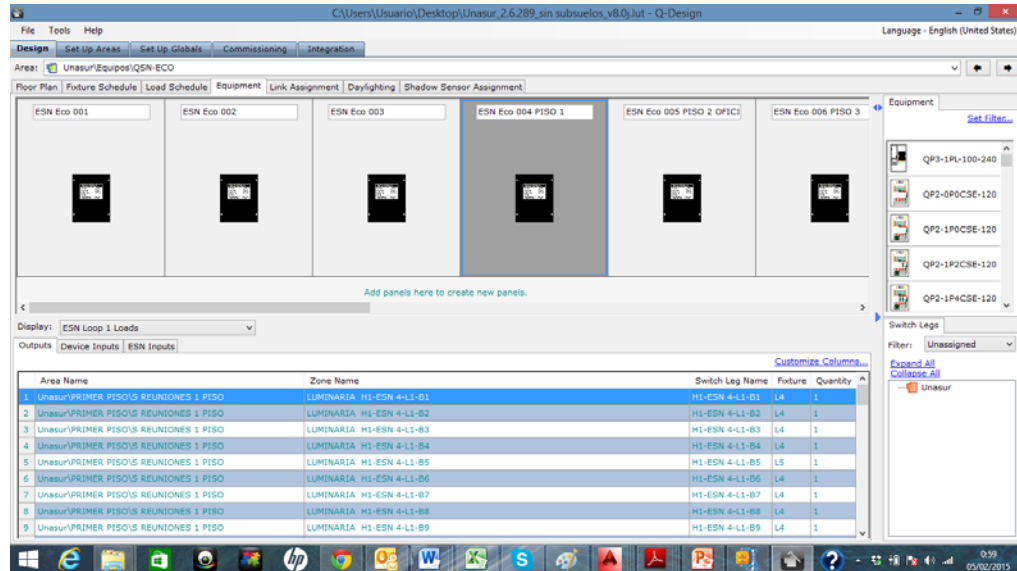 C:\Users\Usuario\Desktop\Unasur_2.6.289_sin subsuelos_v8.0j.lut - Q-Design
File Tools Help
Language - English (United States)
Design Set Up Areas Set Up Globals Commissioning Integration
Area: Unasur\Equipos\QSN-ECO
Floor Plan Fixture Schedule Load Schedule Equipment Link Assignment Daylighting Shadow Sensor Assignment
ESN Eco 001 ESN Eco 002 ESN Eco 003 ESN Eco 004 PISO 1 ESN Eco 005 PISO 2 OFICI ESN Eco 006 PISO 3
Add panels here to create new panels.
Equipment
Set Filter...
QP3-1PL-100-240
QP2-0P0CSE-120
QP2-1P0CSE-120
QP2-1P2CSE-120
QP2-1P4CSE-120
Display: ESN Loop 1 Loads
Outputs Device Inputs ESN Inputs
Customize Columns...
Area Name Zone Name Switch Leg Name Fixture Quantity
1 Unasur\PRIMER PISO\S REUNIONES 1 PISO LUMINARIA H1-ESN 4-L1-B1 H1-ESN 4-L1-B1 L4 1
2 Unasur\PRIMER PISO\S REUNIONES 1 PISO LUMINARIA H1-ESN 4-L1-B2 H1-ESN 4-L1-B2 L4 1
3 Unasur\PRIMER PISO\S REUNIONES 1 PISO LUMINARIA H1-ESN 4-L1-B3 H1-ESN 4-L1-B3 L4 1
4 Unasur\PRIMER PISO\S REUNIONES 1 PISO LUMINARIA H1-ESN 4-L1-B4 H1-ESN 4-L1-B4 L4 1
5 Unasur\PRIMER PISO\S REUNIONES 1 PISO LUMINARIA H1-ESN 4-L1-B5 H1-ESN 4-L1-B5 L5 1
6 Unasur\PRIMER PISO\S REUNIONES 1 PISO LUMINARIA H1-ESN 4-L1-B6 H1-ESN 4-L1-B6 L4 1
7 Unasur\PRIMER PISO\S REUNIONES 1 PISO LUMINARIA H1-ESN 4-L1-B7 H1-ESN 4-L1-B7 L4 1
8 Unasur\PRIMER PISO\S REUNIONES 1 PISO LUMINARIA H1-ESN 4-L1-B8 H1-ESN 4-L1-B8 L4 1
9 Unasur\PRIMER PISO\S REUNIONES 1 PISO LUMINARIA H1-ESN 4-L1-B9 H1-ESN 4-L1-B9 L4 1
Switch Legs
Filter: Unassigned
Expand All
Collapse All
Unasur
0:59
05/02/2015